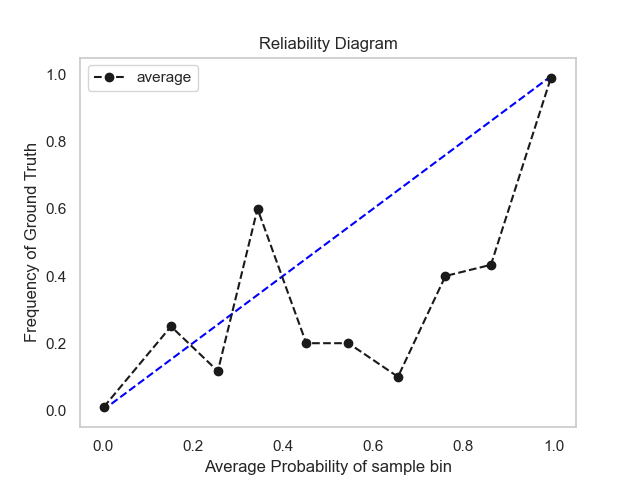 Reliability Diagram
average
Frequency of Ground Truth
1.0
0.8
0.6
0.4
0.2
0.0
0.0 0.2 0.4 0.6 0.8 1.0
Average Probability of sample bin